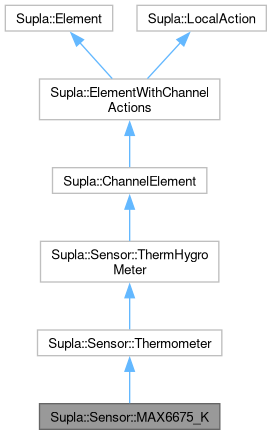 Supla::Element
Supla::LocalAction
Supla::ElementWithChannel
Actions
Supla::ChannelElement
Supla::Sensor::ThermHygro
Meter
Supla::Sensor::Thermometer
Supla::Sensor::MAX6675_K